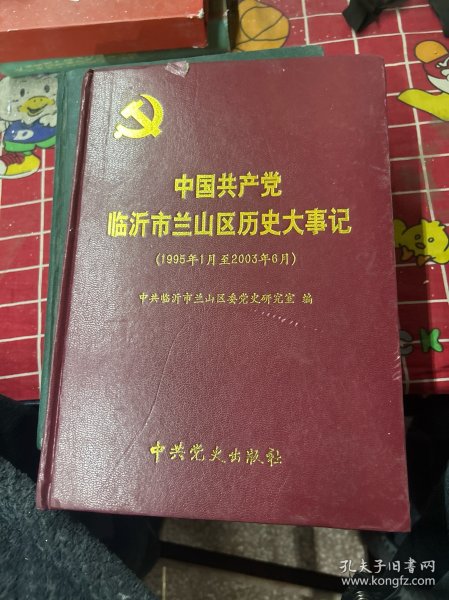 中国共产党
临沂市兰山区历史大事记
(1995年1月至2003年6月)
中共临沂市兰山区委党史研究室 编
中共党史出版社
孔夫子旧书网
www.kongfz.com